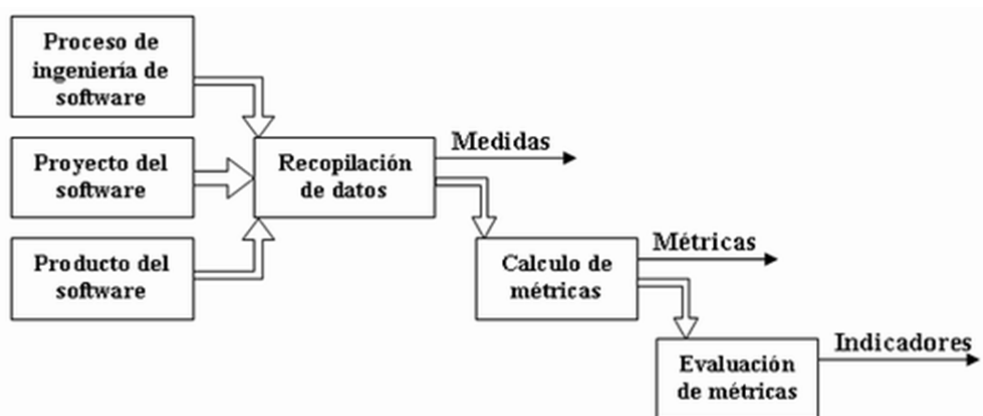 Proceso de
ingeniería de
software
Proyecto del
software
Producto del
software
Recopilación
de datos
Medidas
Calculo de
métricas
Métricas
Evaluación
de métricas
Indicadores